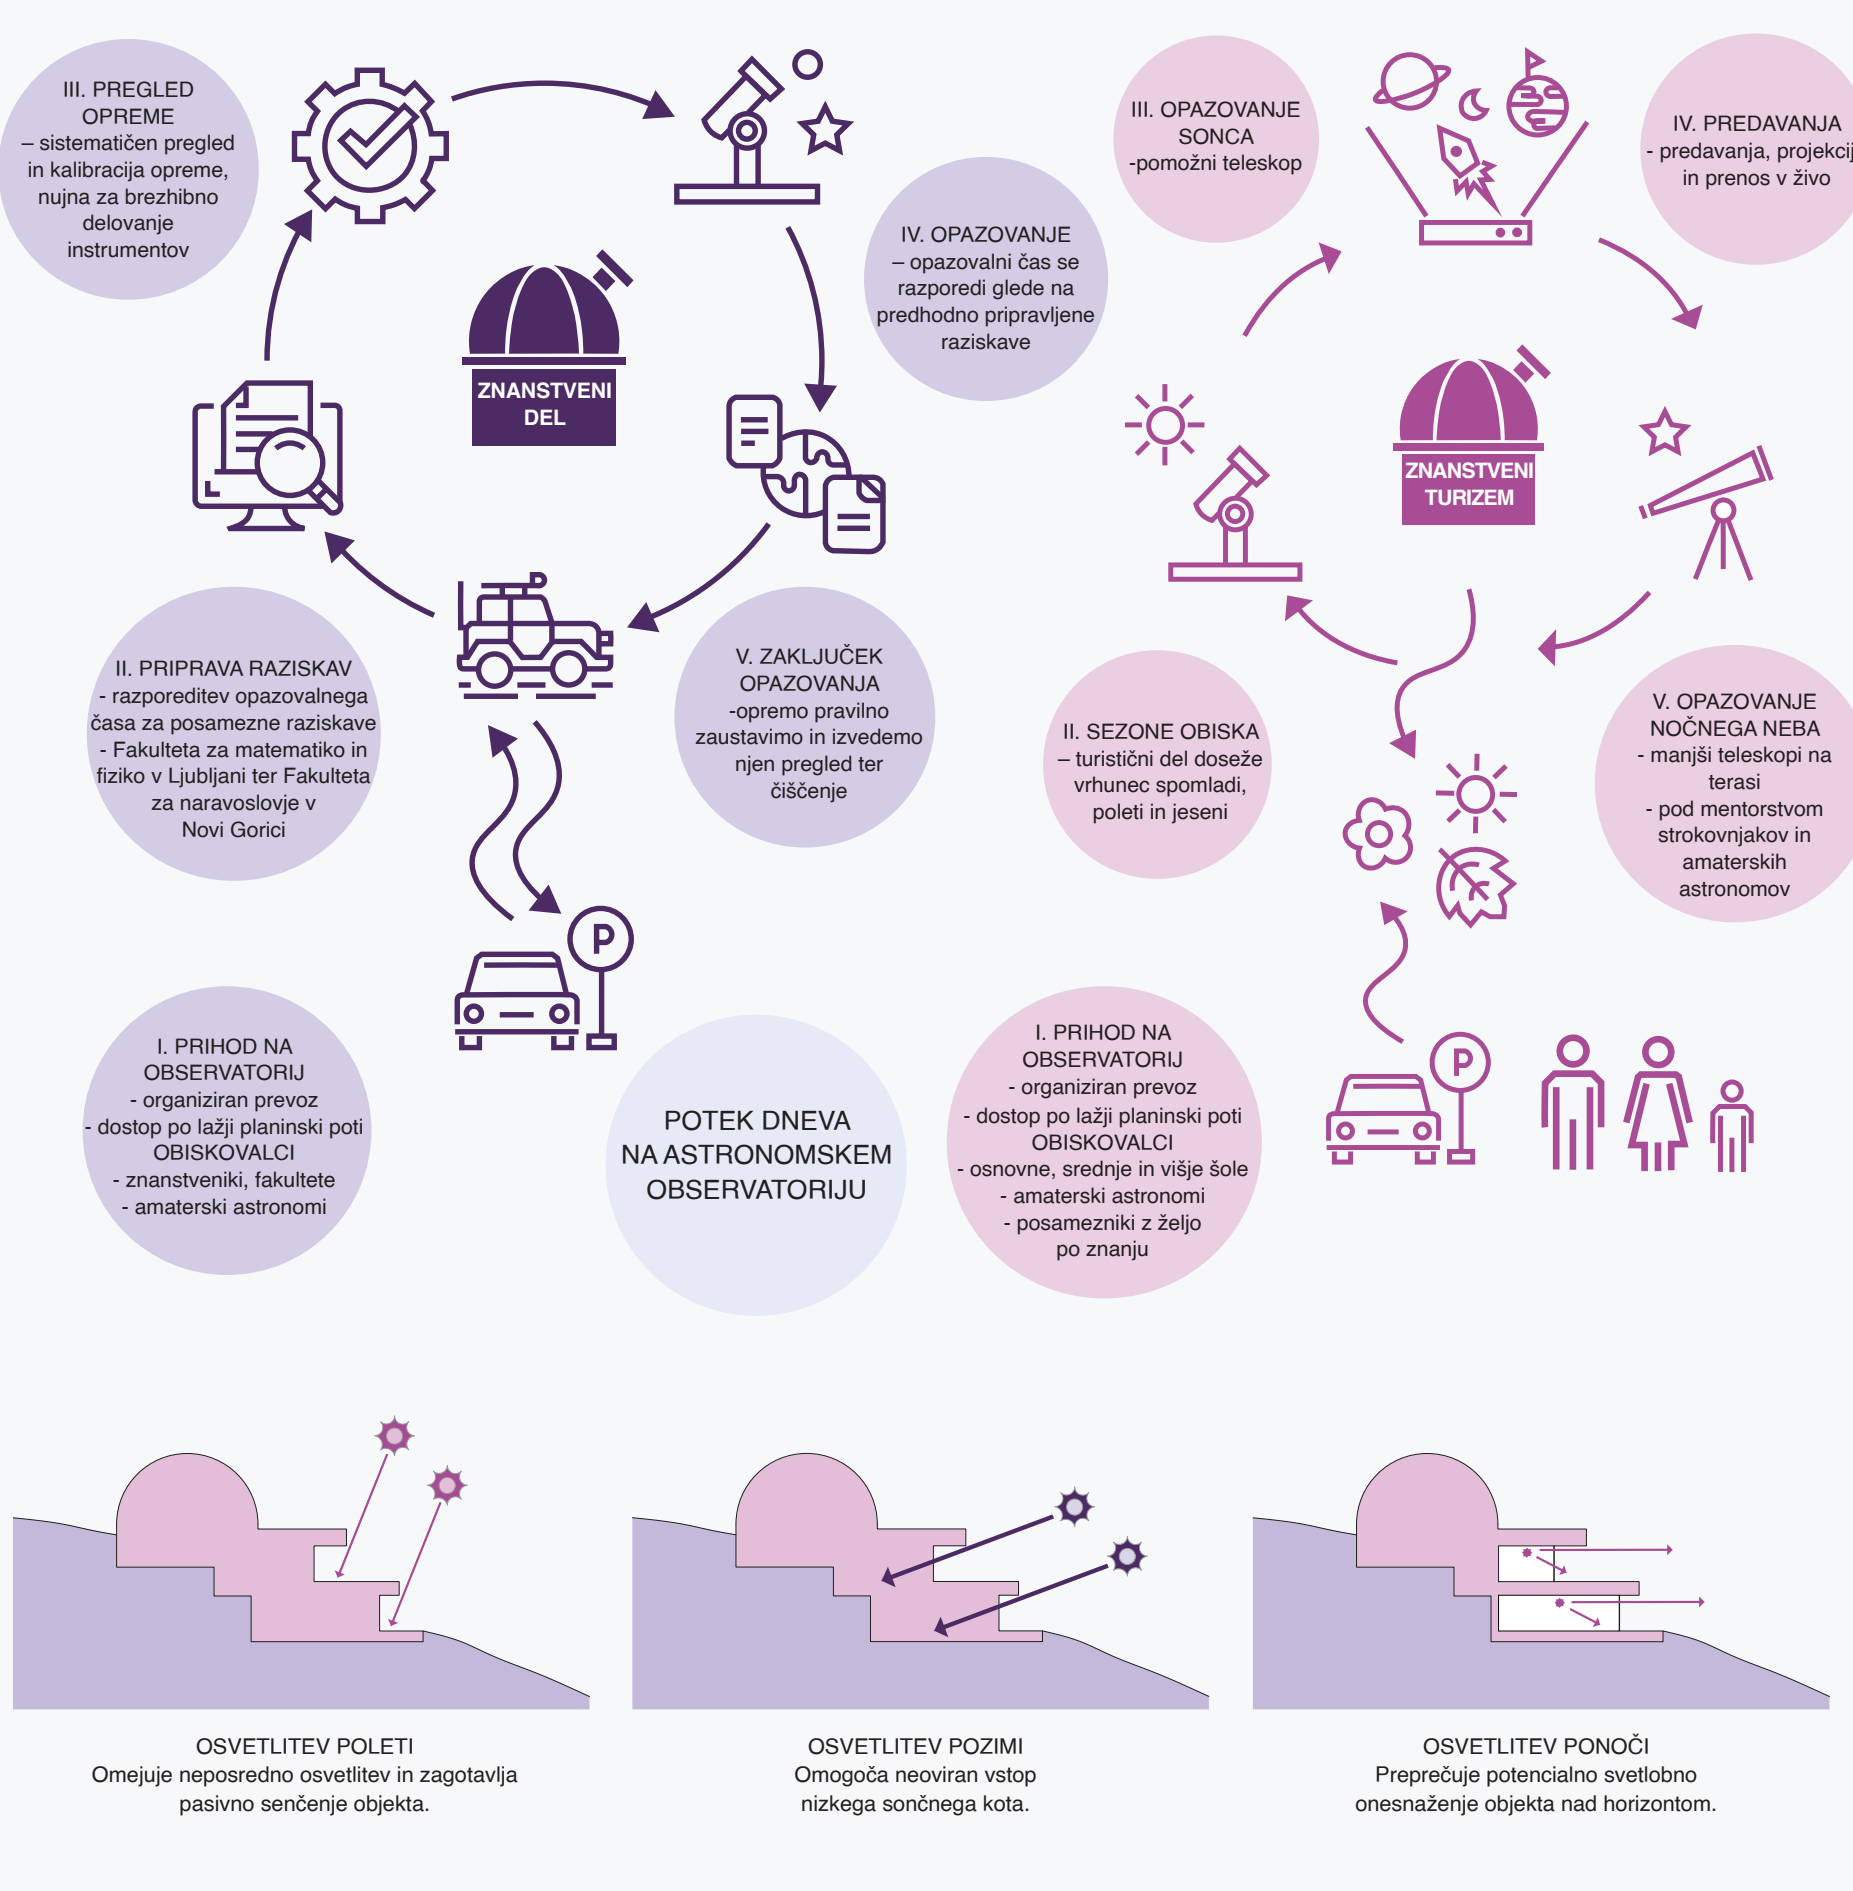 III. PREGLED
OPREME
– sistematičen pregled
in kalibracija opreme,
nujna za brezhibno
delovanje
instrumentov
IV. OPAZOVANJE
– opazovalni čas se
razporedi glede na
predhodno pripravljene
raziskave
ZNANSTVENI
DEL
II. PRIPRAVA RAZISKAV
- razporeditev opazovalnega
časa za posamezne raziskave
- Fakulteta za matematiko in
fiziko v Ljubljani ter Fakulteta
za naravoslovje v
Novi Gorici
V. ZAKLJUČEK
OPAZOVANJA
-opremo pravilno
zaustavimo in izvedemo
njen pregled ter
čiščenje
P
I. PRIHOD NA
OBSERVATORIJ
- organiziran prevoz
- dostop po lažji planinski poti
OBISKOVALCI
- znanstveniki, fakultete
- amaterski astronomi
POTEK DNEVA
NA ASTRONOMSKEM
OBSERVATORIJU
III. OPAZOVANJE
SONCA
-pomožni teleskop
IV. PREDAVANJA
- predavanja, projekcij
in prenos v živo
ZNANSTVENI
TURIZEM
II. SEZONE OBISKA
– turistični del doseže
vrhunec spomladi,
poleti in jeseni
V. OPAZOVANJE
NOČNEGA NEBA
- manjši teleskopi na
terasi
- pod mentorstvom
strokovnjakov in
amaterskih
astronomov
I. PRIHOD NA
OBSERVATORIJ
- organiziran prevoz
- dostop po lažji planinski poti
OBISKOVALCI
- osnovne, srednje in višje šole
- amaterski astronomi
- posamezniki z željo
po znanju
P
OSVETLITEV POLETI
Omejuje neposredno osvetlitev in zagotavlja
pasivno senčenje objekta.
OSVETLITEV POZIMI
Omogoča neoviran vstop
nizkega sončnega kota.
OSVETLITEV PONOČI
Preprečuje potencialno svetlobno
onesnaženje objekta nad horizontom.